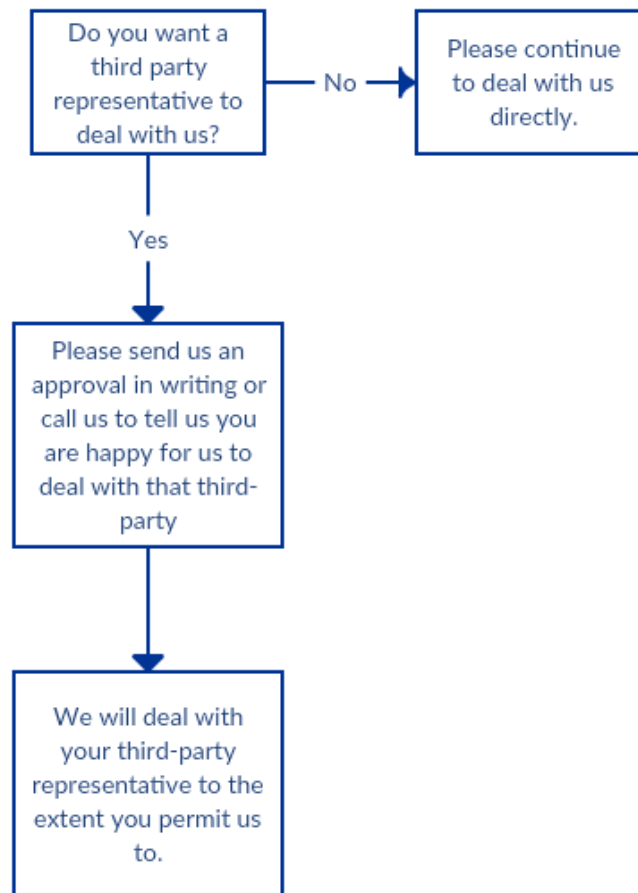 Do you want a
third party
representative to
deal with us?
No
Please continue
to deal with us
directly.
Yes
Please send us an
approval in writing or
call us to tell us you
are happy for us to
deal with that third-
party
We will deal with
your third-party
representative to the
extent you permit us
to.